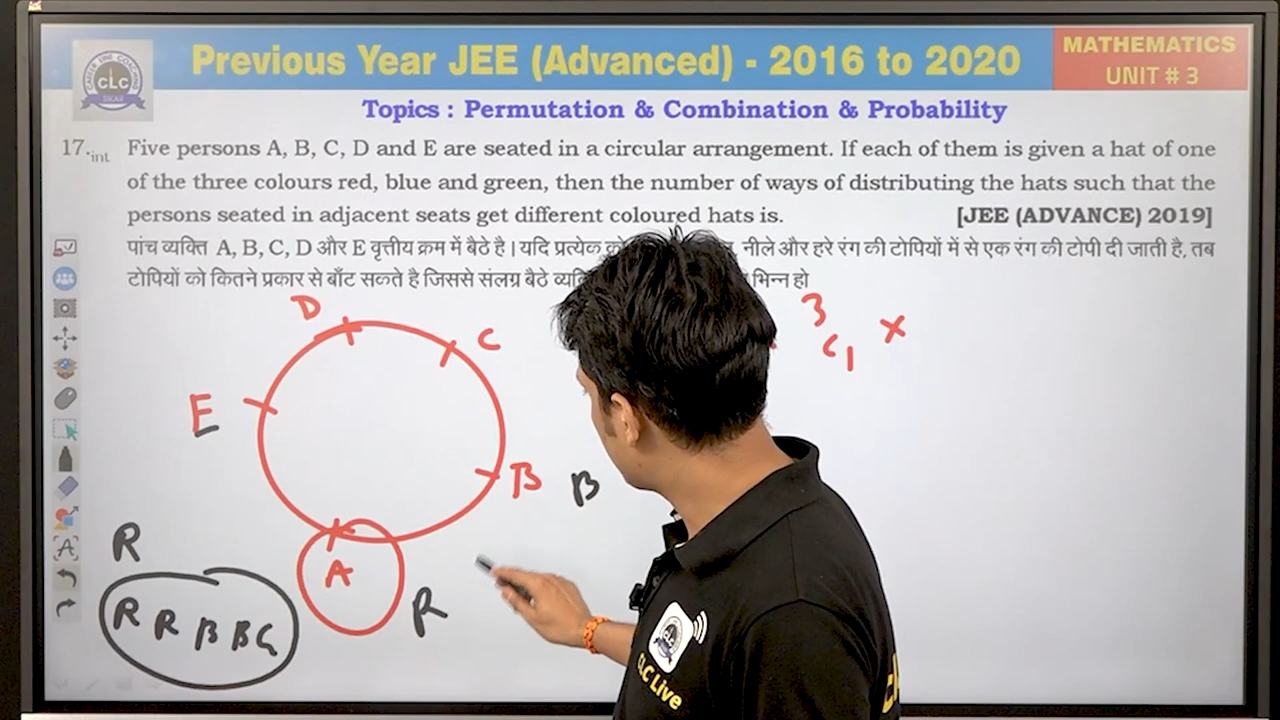 Previous Year JEE (Advanced) - 2016 to 2020
MATHEMATICS
UNIT # 3
CLC
SIKAR
Topics : Permutation & Combination & Probability
17.int Five persons A, B, C, D and E are seated in a circular arrangement. If each of them is given a hat of one
of the three colours red, blue and green, then the number of ways of distributing the hats such that the
persons seated in adjacent seats get different coloured hats is. [JEE (ADVANCE) 2019]
पांच व्यक्ति A, B, C, D और E वृत्तीय क्रम में बैठे है। यदि प्रत्येक नीले और हरे रंग की टोपियों में से एक रंग की टोपी दी जाती है, तब
टोपियों को कितने प्रकार से बाँट सकते है जिससे संलग्न बैठे भिन्न हो
D
C
3C1 ×
E
B
B
R
A
R
R R B B G
CLC
CLC Live